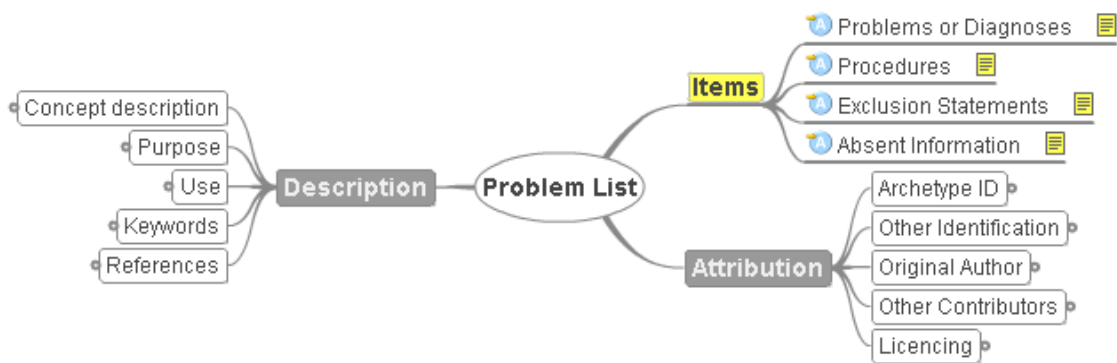 Problem List
Description
Concept description
Purpose
Use
Keywords
References
Items
Problems or Diagnoses
Procedures
Exclusion Statements
Absent Information
Attribution
Archetype ID
Other Identification
Original Author
Other Contributors
Licencing